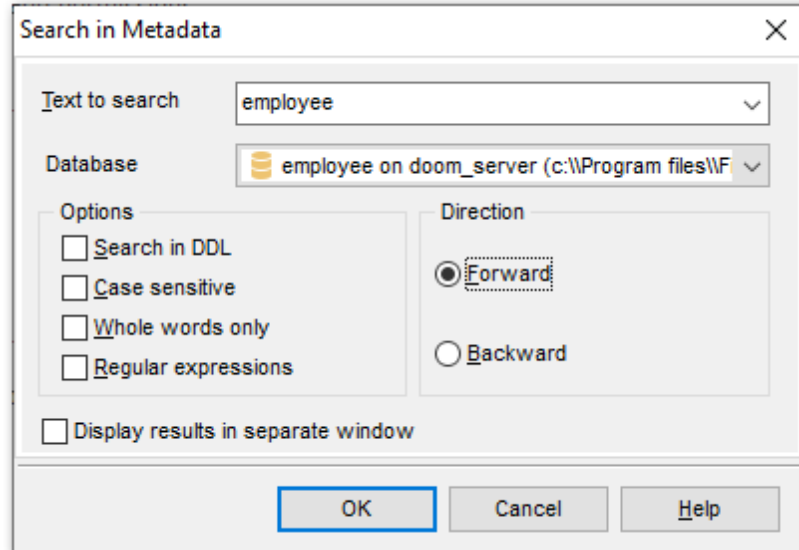 Search in Metadata
Text to search
employee
Database
employee on doom_server (c:\\Program files\\Fi
Options
Search in DDL
Case sensitive
Whole words only
Regular expressions
Direction
Forward
Backward
Display results in separate window
OK
Cancel
Help